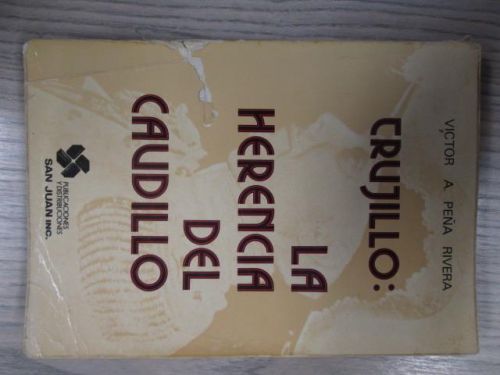 VÍCTOR A. PEÑA RIVERA
TRUJILLO:
LA
HERENCIA
DEL
CAUDILLO
PUBLICACIONES
Y DISTRIBUCIONES
SAN JUAN INC.